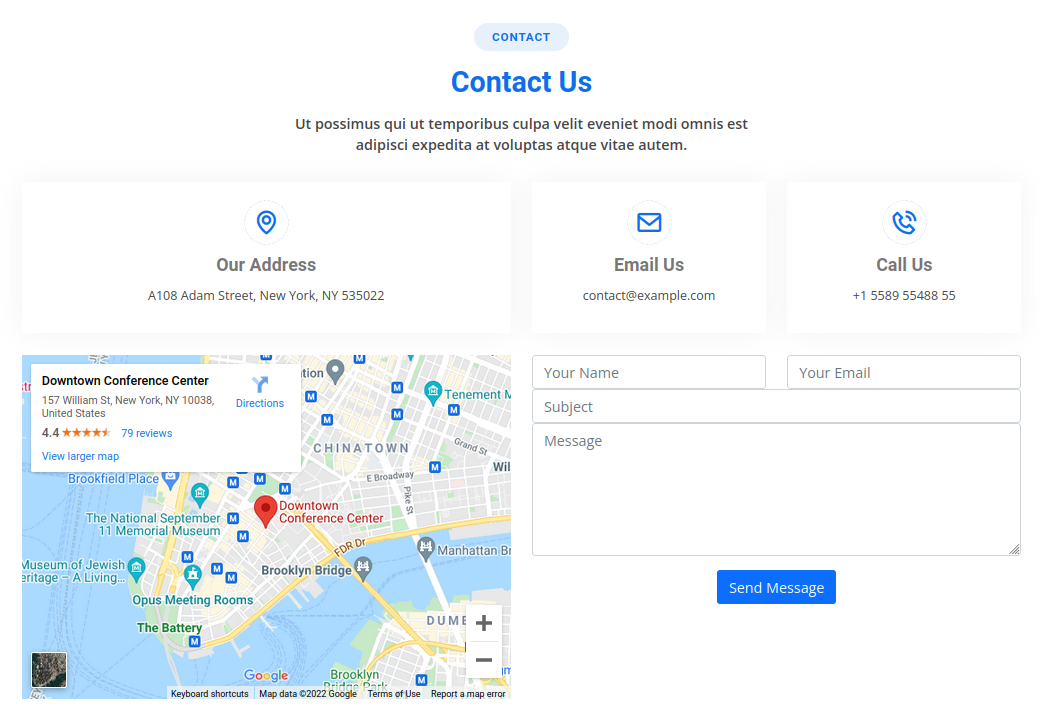 CONTACT
Contact Us
Ut possimus qui ut temporibus culpa velit eveniet modi omnis est
adipisci expedita at voluptas atque vitae autem.
Our Address
A108 Adam Street, New York, NY 535022
Email Us
contact@example.com
Call Us
+1 5589 55488 55
Downtown Conference Center
157 William St, New York, NY 10038,
United States
Directions
4.4
79 reviews
View larger map
Tenement M
CHINATOWN
Grand St
Wil
E Broadway
Pike St
Brookfield Place
Downtown
Conference Center
The National September
11 Memorial Museum
FDR Dr
Manhattan Br
Museum of Jewish
eritage – A Living...
Brooklyn Bridge
Opus Meeting Rooms
The Battery
DUMB
Brooklyn
Bridge Park
Google
Keyboard shortcuts
Map data ©2022 Google
Terms of Use
Report a map error
Your Name
Your Email
Subject
Message
Send Message